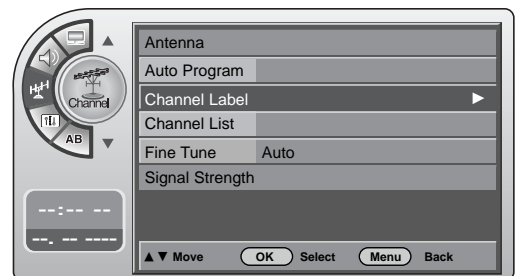 Antenna
Auto Program
Channel Label ▶
Channel List
Fine Tune Auto
Signal Strength
▲▼ Move OK Select Menu Back
Channel
AB
--:-- --
--. -- ----